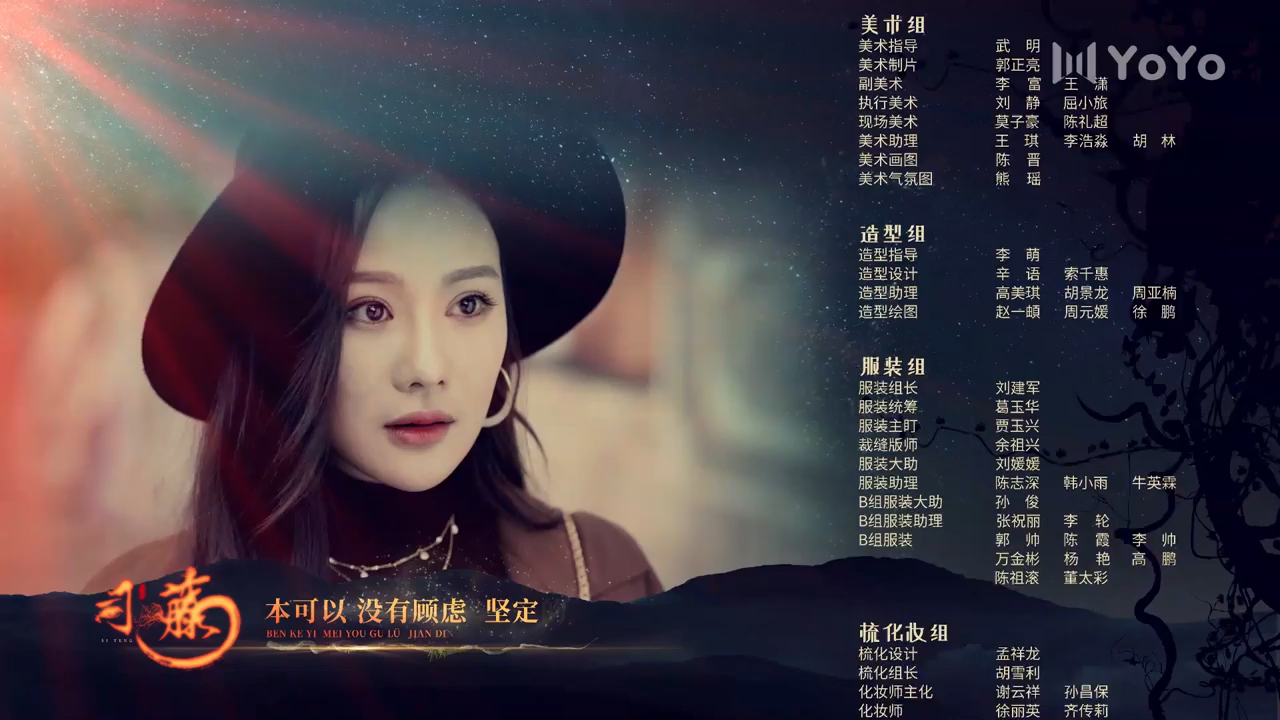 YoYo
美术组
美术指导 武 明
美术制片 郭正亮
副美术 李 富 王 潇
执行美术 刘 静 屈小旅
现场美术 莫子豪 陈礼超
美术助理 王 琪 李浩淼 胡 林
美术画图 陈 晋
美术气氛图 熊 瑶
造型组
造型指导 李 萌
造型设计 辛 语 索千惠
造型助理 高美琪 胡景龙 周亚楠
造型绘图 赵一頔 周元媛 徐 鹏
服装组
服装组长 刘建军
服装统筹 葛玉华
服装主盯 贾玉兴
裁缝版师 余祖兴
服装大助 刘媛媛
服装助理 陈志深 韩小雨 牛英霖
B组服装大助 孙 俊
B组服装助理 张祝丽 李 轮
B组服装 郭 帅 陈 霞 李 帅
万金彬 杨 艳 高 鹏
陈祖滚 董太彩
梳化妆组
梳化设计 孟祥龙
梳化组长 胡雪利
化妆师主化 谢云祥 孙昌保
化妆师 徐丽英 齐传莉
司藤
SI TENG
本可以 没有顾虑 坚定
BEN KE YI MEI YOU GU LÜ JIAN DI